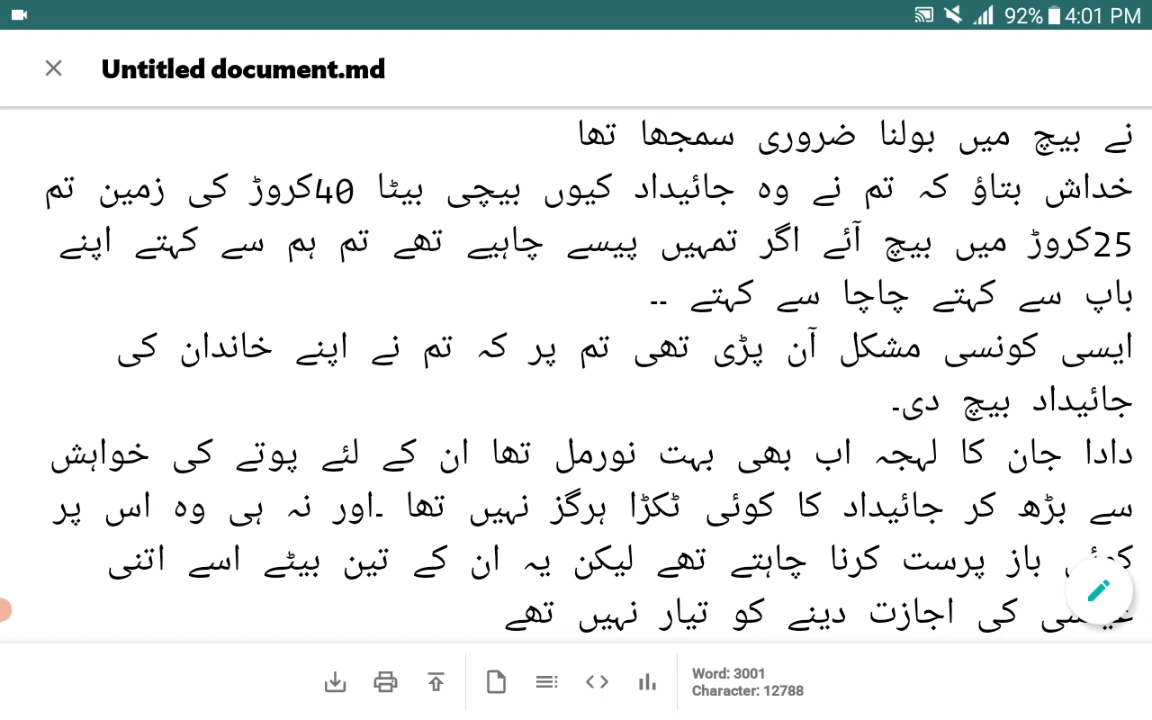 92% 4:01 PM
Untitled document.md
نے بیچ میں بولنا ضروری سمجھا تھا
خداش بتاؤ کہ تم نے وہ جائیداد کیوں بیچی بیٹا 40کروڑ کی زمین تم
25کروڑ میں بیچ آئے اگر تمہیں پیسے چاہیے تھے تم ہم سے کہتے اپنے
باپ سے کہتے چاچا سے کہتے ۔۔
ایسی کونسی مشکل آن پڑی تھی تم پر کہ تم نے اپنے خاندان کی
جائیداد بیچ دی۔
دادا جان کا لہجہ اب بھی بہت نورمل تھا ان کے لئے پوتے کی خواہش
سے بڑھ کر جائیداد کا کوئی ٹکڑا ہرگز نہیں تھا ۔اور نہ ہی وہ اس پر
کوئی باز پرست کرنا چاہتے تھے لیکن یہ ان کے تین بیٹے اسے اتنی
کی اجازت دینے کو تیار نہیں تھے
Word: 3001
Character: 12788